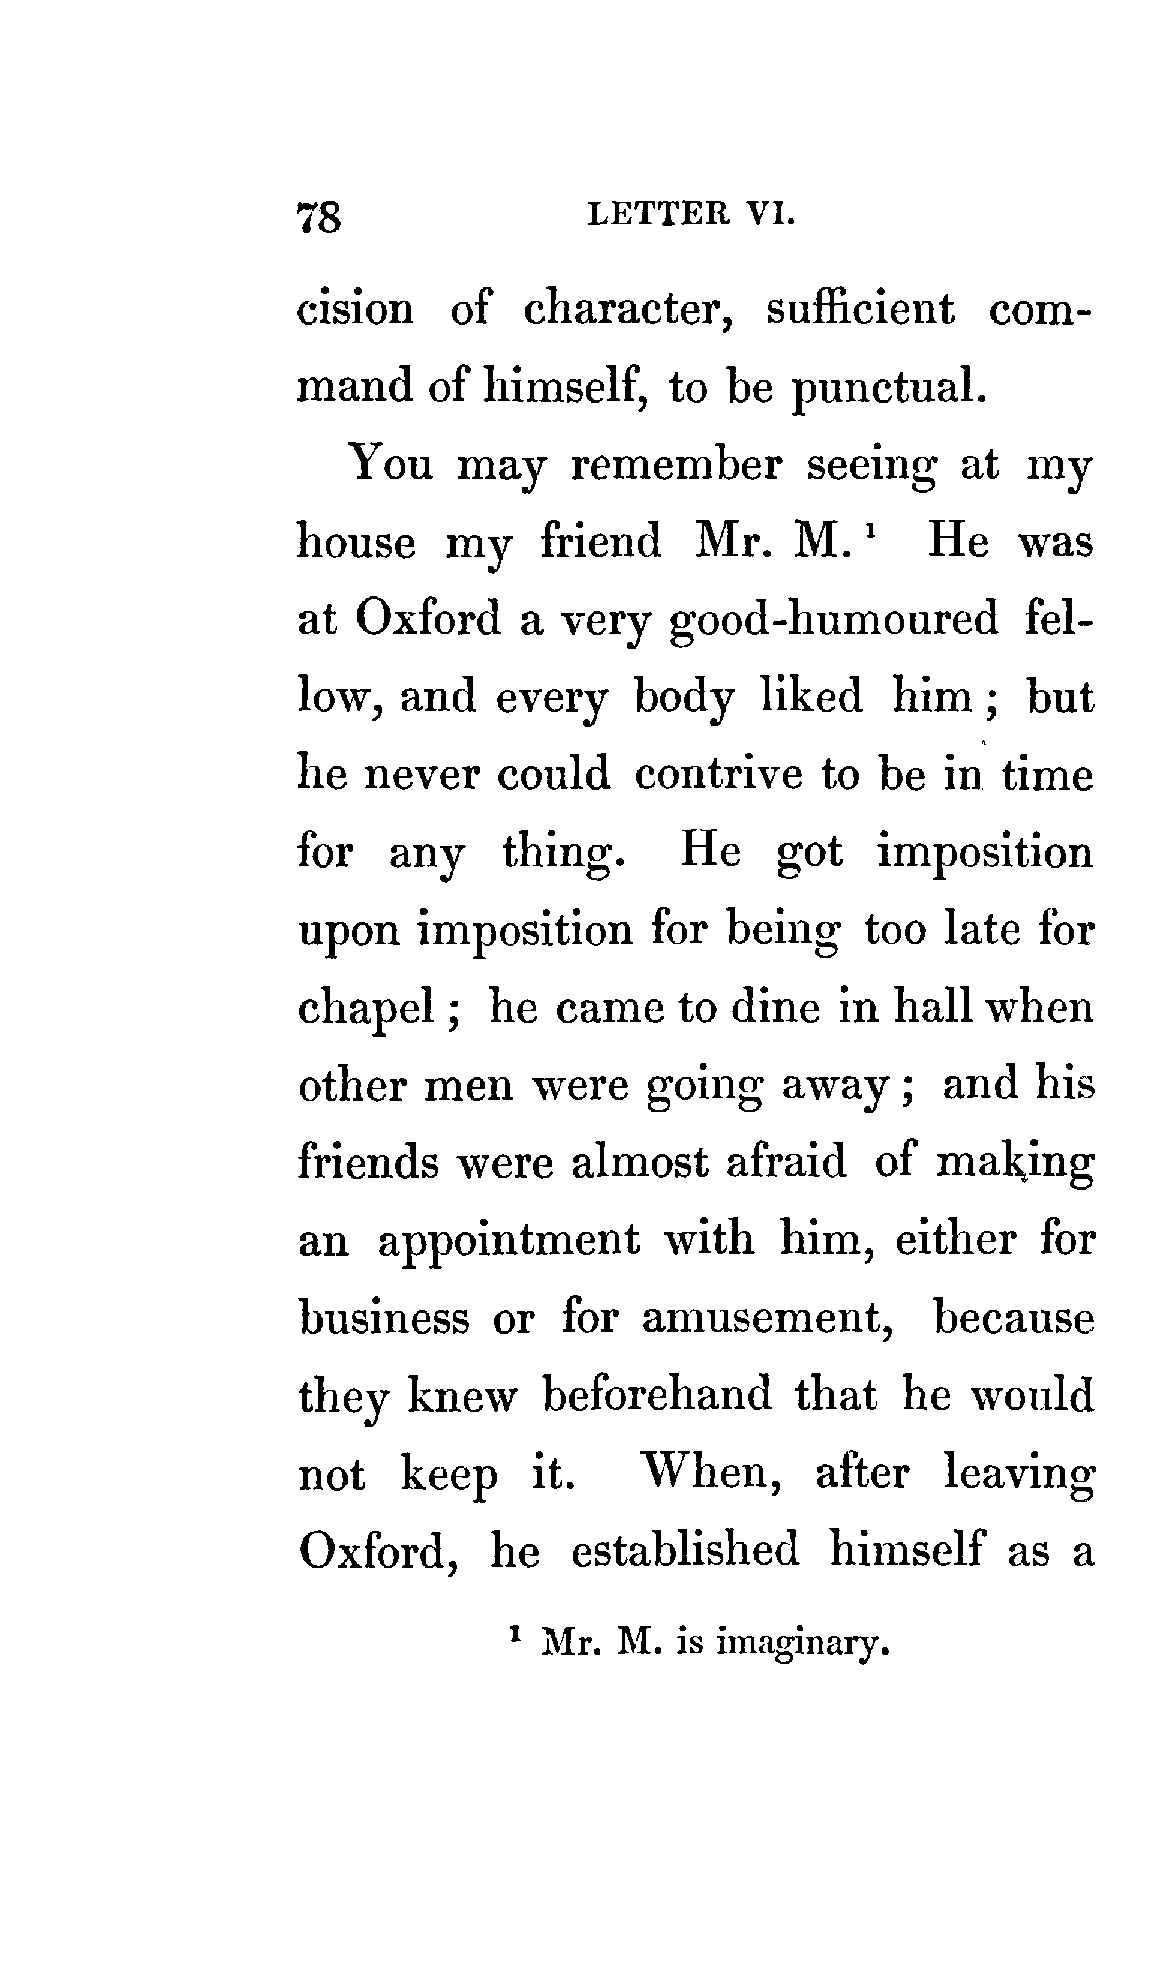 78 LETTER VI.
cision of character, sufficient com-
mand of himself, to be punctual.
You may remember seeing at my
house my friend Mr. M. ¹ He was
at Oxford a very good-humoured fel-
low, and every body liked him ; but
he never could contrive to be in time
for any thing. He got imposition
upon imposition for being too late for
chapel ; he came to dine in hall when
other men were going away ; and his
friends were almost afraid of making
an appointment with him, either for
business or for amusement, because
they knew beforehand that he would
not keep it. When, after leaving
Oxford, he established himself as a
¹ Mr. M. is imaginary.